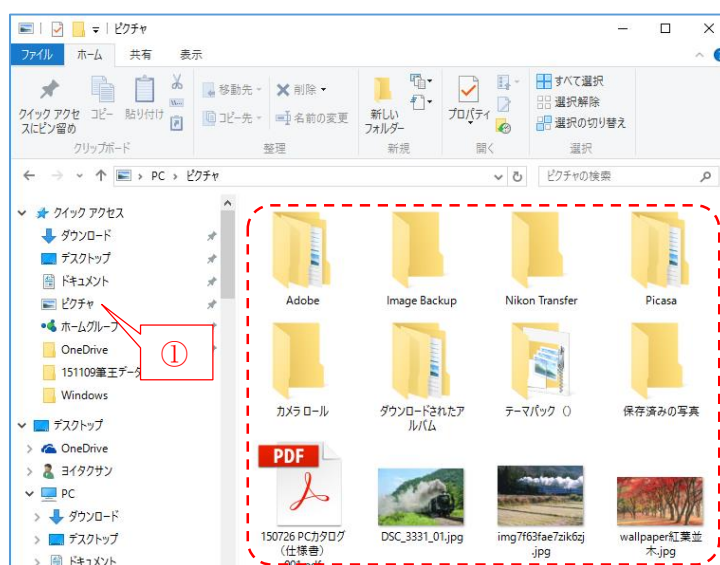 ピクチャ
ファイル ホーム 共有 表示
クイック アクセスにピン留め
コピー
貼り付け
移動先
コピー先
削除
名前の変更
新しいフォルダー
プロパティ
すべて選択
選択解除
選択の切り替え
クリップボード 整理 新規 開く 選択
PC › ピクチャ
ピクチャの検索
クイック アクセス
ダウンロード
デスクトップ
ドキュメント
ピクチャ
ホームグループ
OneDrive
151109筆王データ
Windows
デスクトップ
OneDrive
ヨイタクサン
PC
ダウンロード
デスクトップ
ドキュメント
①
Adobe
Image Backup
Nikon Transfer
Picasa
カメラ ロール
ダウンロードされたア
ルバム
テーマパック ()
保存済みの写真
PDF
150726 PCカタログ
(仕様書)
001.pdf
DSC_3331_01.jpg
img7f63fae7zik6zj
.jpg
wallpaper紅葉並
木.jpg